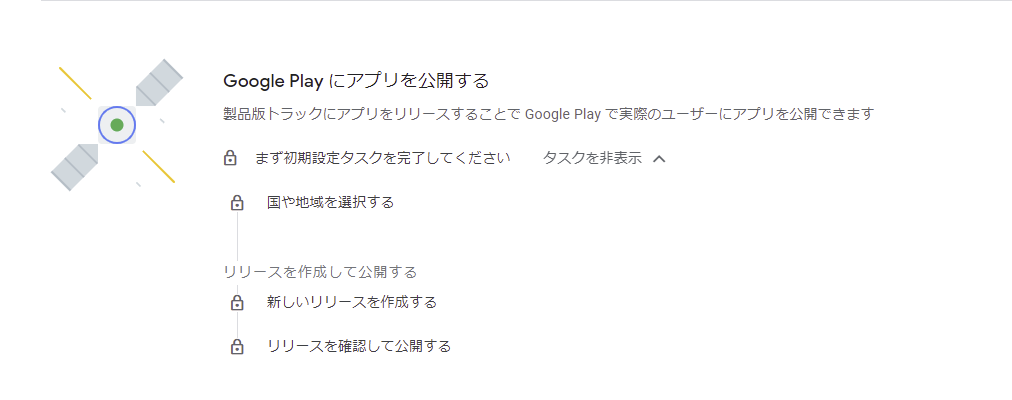 Google Play にアプリを公開する
製品版トラックにアプリをリリースすることで Google Play で実際のユーザーにアプリを公開できます
まず初期設定タスクを完了してください タスクを非表示
国や地域を選択する
リリースを作成して公開する
新しいリリースを作成する
リリースを確認して公開する